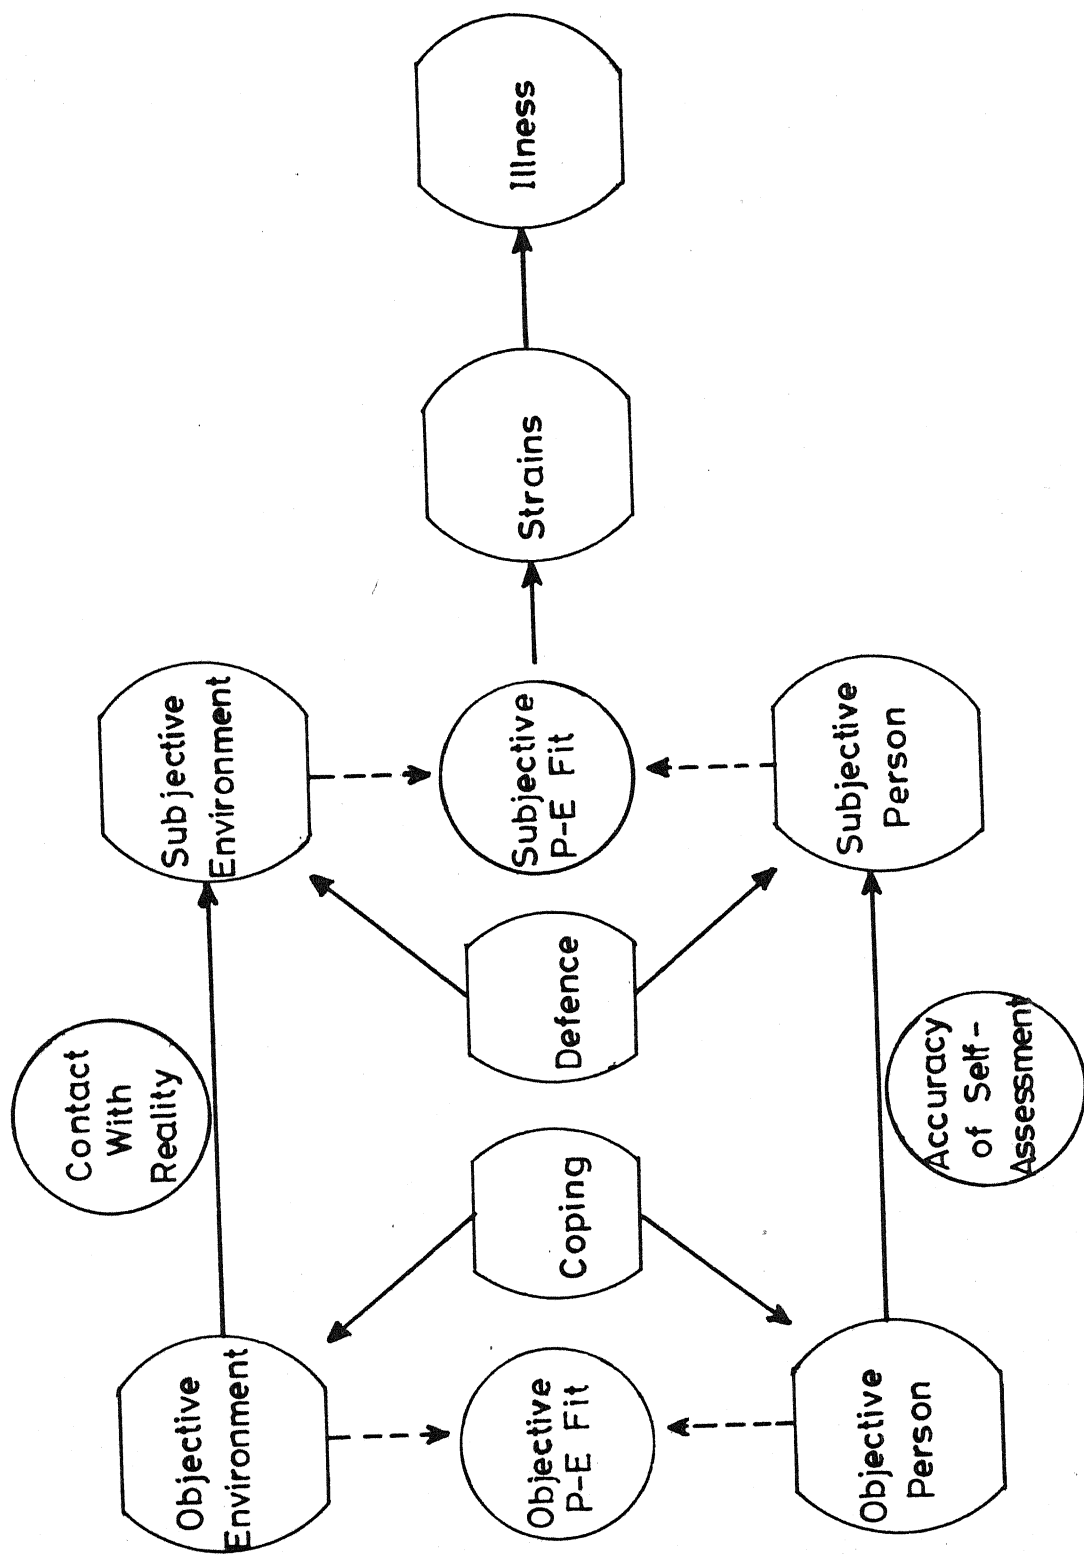 Contact
With
Reality
Objective
Environment
Subjective
Environment
Objective
P-E Fit
Coping
Defence
Subjective
P-E Fit
Strains
Illness
Objective
Person
Subjective
Person
Accuracy
of Self-
Assessment